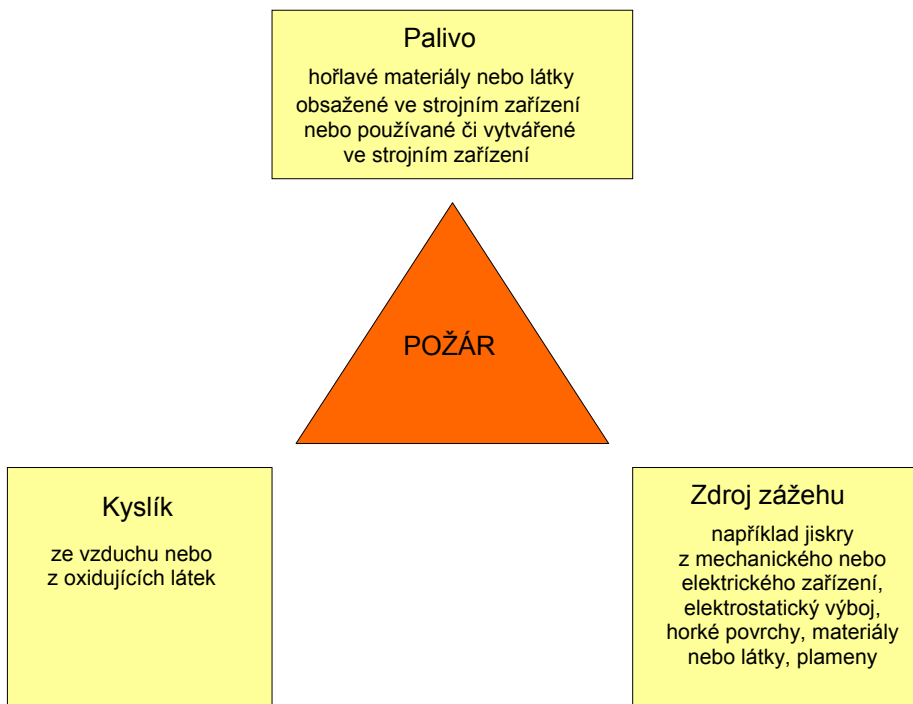 Palivo
hořlavé materiály nebo látky
obsažené ve strojním zařízení
nebo používané či vytvářené
ve strojním zařízení
POŽÁR
Kyslík
ze vzduchu nebo
z oxidujících látek
Zdroj zážehu
například jiskry
z mechanického nebo
elektrického zařízení,
elektrostatický výboj,
horké povrchy, materiály
nebo látky, plameny